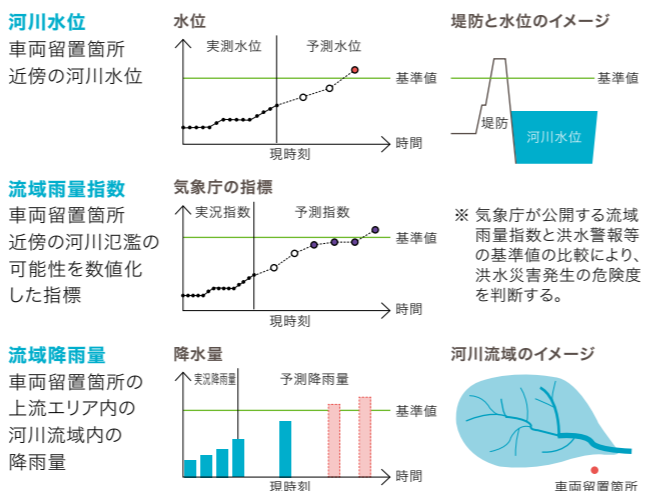 河川水位
車両留置箇所
近傍の河川水位
水位
実測水位
予測水位
基準値
時間
現時刻
堤防と水位のイメージ
基準値
堤防
河川水位
流域雨量指数
車両留置箇所
近傍の河川氾濫の
可能性を数値化
した指標
気象庁の指標
実況指数
予測指数
基準値
時間
現時刻
※ 気象庁が公開する流域
雨量指数と洪水警報等
の基準値の比較により、
洪水災害発生の危険度
を判断する。
流域降雨量
車両留置箇所の
上流エリア内の
河川流域内の
降雨量
降水量
実況降雨量
予測降雨量
基準値
時間
現時刻
河川流域のイメージ
車両留置箇所